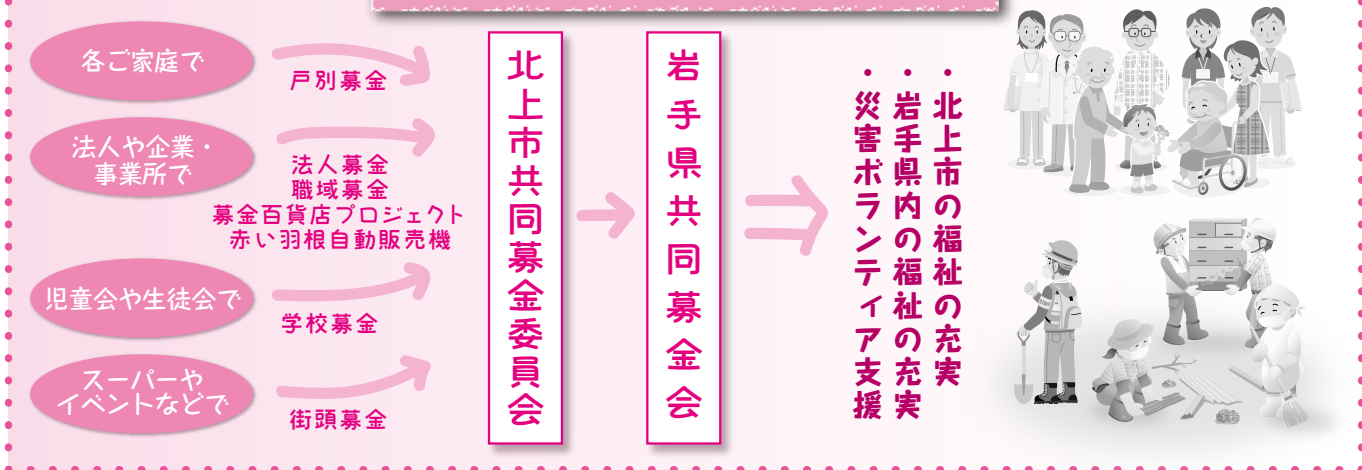 各ご家庭で
戸別募金
法人や企業・
事業所で
法人募金
職域募金
募金百貨店プロジェクト
赤い羽根自動販売機
児童会や生徒会で
学校募金
スーパーや
イベントなどで
街頭募金
北上市共同募金委員会
岩手県共同募金会
・北上市の福祉の充実
・岩手県内の福祉の充実
・災害ボランティア支援